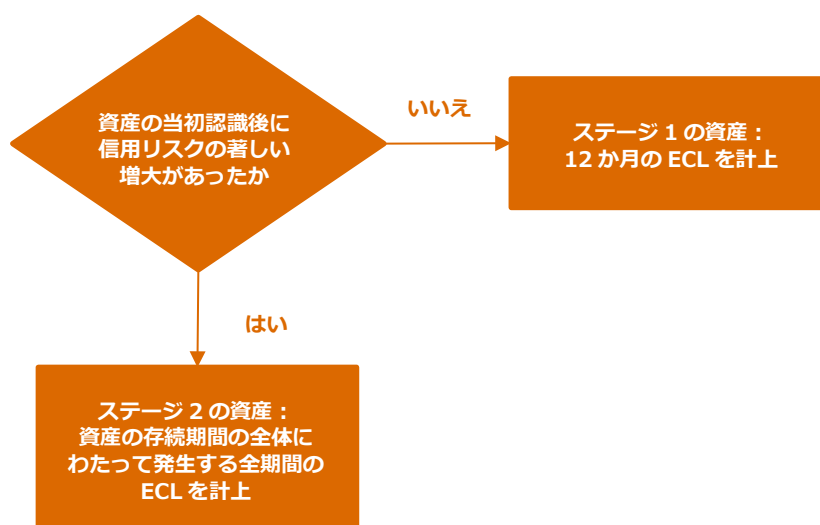 資産の当初認識後に
信用リスクの著しい
増大があったか
いいえ
ステージ 1 の資産：
12 か月の ECL を計上
はい
ステージ 2 の資産：
資産の存続期間の全体に
わたって発生する全期間の
ECL を計上